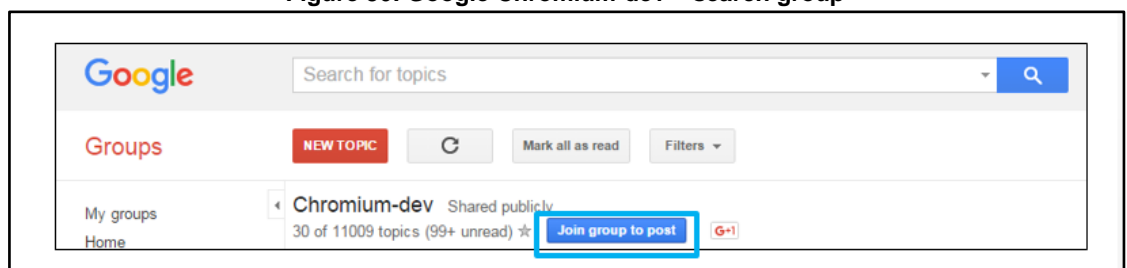 Google
Search for topics
Groups
NEW TOPIC
Mark all as read
Filters
My groups
Home
Chromium-dev Shared publicly
30 of 11009 topics (99+ unread)
Join group to post
G+1